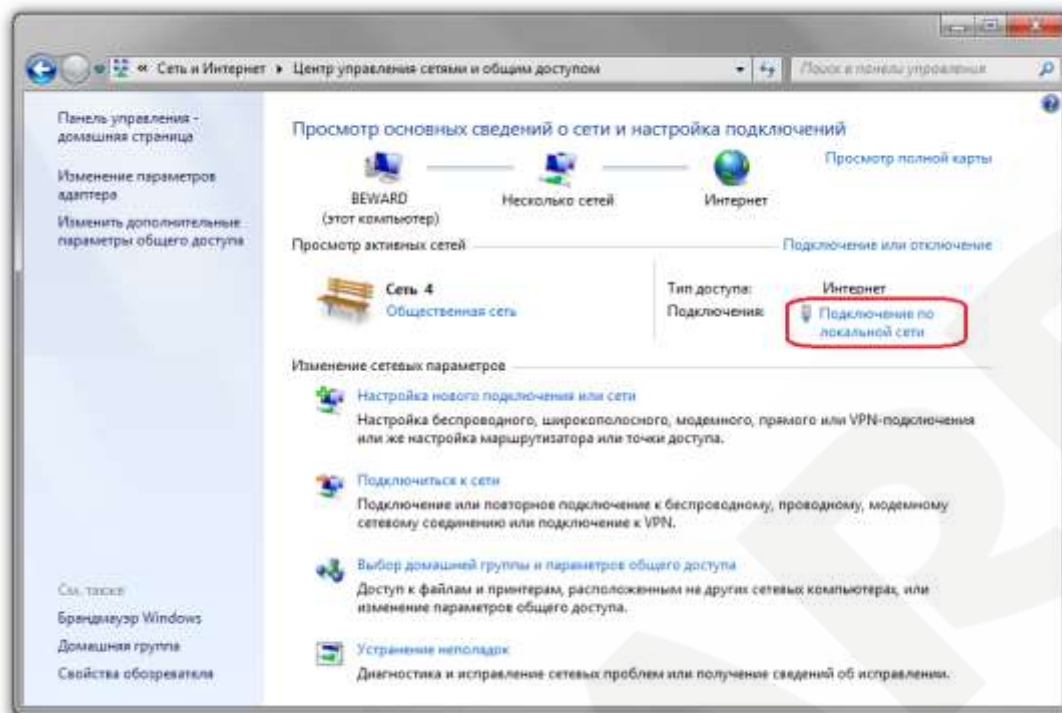 « Сеть и Интернет ▸ Центр управления сетями и общим доступом
Поиск в панели управления
Панель управления -
домашняя страница
Изменение параметров
адаптера
Изменить дополнительные
параметры общего доступа
Просмотр основных сведений о сети и настройка подключений
Просмотр полной карты
BEWARD
(этот компьютер)
Несколько сетей
Интернет
Просмотр активных сетей
Подключение или отключение
Сеть 4
Общественная сеть
Тип доступа: Интернет
Подключения: Подключение по
локальной сети
Изменение сетевых параметров
Настройка нового подключения или сети
Настройка беспроводного, широкополосного, модемного, прямого или VPN-подключения
или же настройка маршрутизатора или точки доступа.
Подключиться к сети
Подключение или повторное подключение к беспроводному, проводному, модемному
сетевому соединению или подключение к VPN.
Выбор домашней группы и параметров общего доступа
Доступ к файлам и принтерам, расположенным на других сетевых компьютерах, или
изменение параметров общего доступа.
Устранение неполадок
Диагностика и исправление сетевых проблем или получение сведений об исправлении.
См. также
Брандмауэр Windows
Домашняя группа
Свойства обозревателя